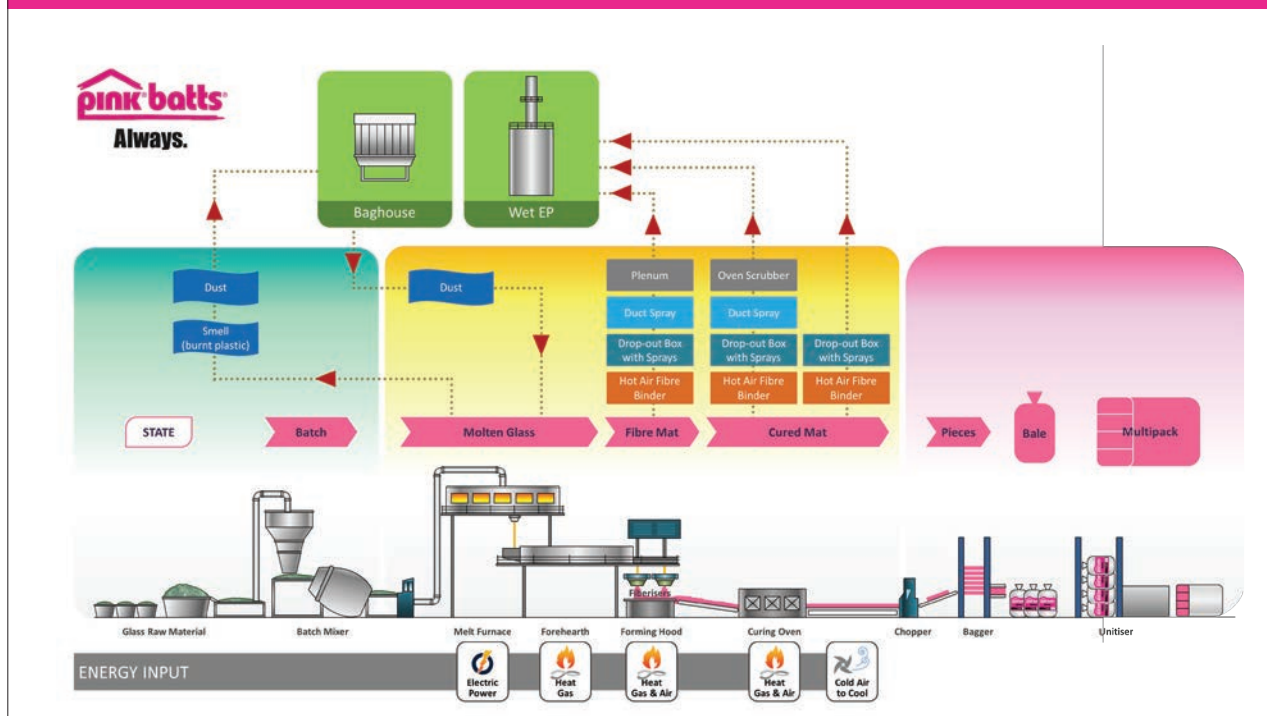 pink® batts®
Always.
Baghouse
Wet EP
Dust
Smell
(burnt plastic)
Dust
Plenum
Duct Spray
Drop-out Box
with Sprays
Hot Air Fibre
Binder
Oven Scrubber
Duct Spray
Drop-out Box
with Sprays
Hot Air Fibre
Binder
Drop-out Box
with Sprays
Hot Air Fibre
Binder
STATE
Batch
Molten Glass
Fibre Mat
Cured Mat
Pieces
Bale
Multipack
Fiberisers
Glass Raw Material
Batch Mixer
Melt Furnace
Forehearth
Forming Hood
Curing Oven
Chopper
Bagger
Unitiser
ENERGY INPUT
Electric
Power
Heat
Gas
Heat
Gas & Air
Heat
Gas & Air
Cold Air
to Cool